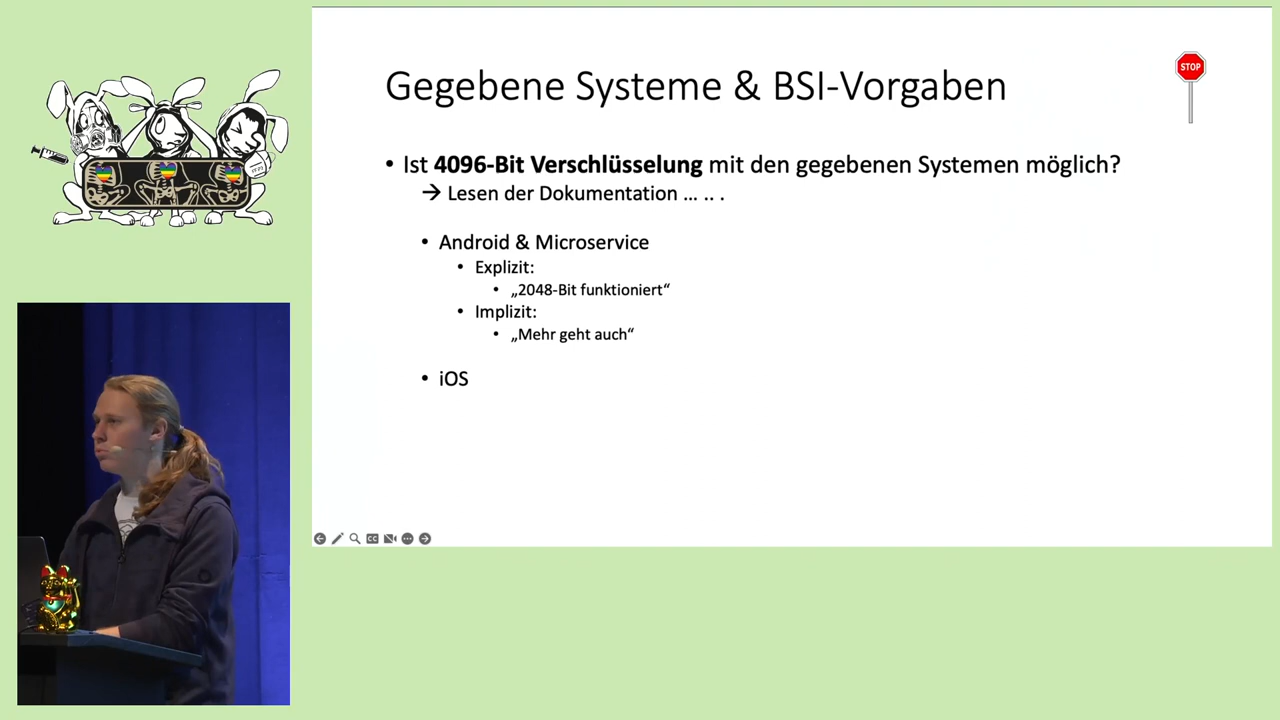 Gegebene Systeme & BSI-Vorgaben
STOP
• Ist 4096-Bit Verschlüsselung mit den gegebenen Systemen möglich?
→ Lesen der Dokumentation ... .. .
• Android & Microservice
• Explizit:
• „2048-Bit funktioniert“
• Implizit:
• „Mehr geht auch“
• iOS
CC